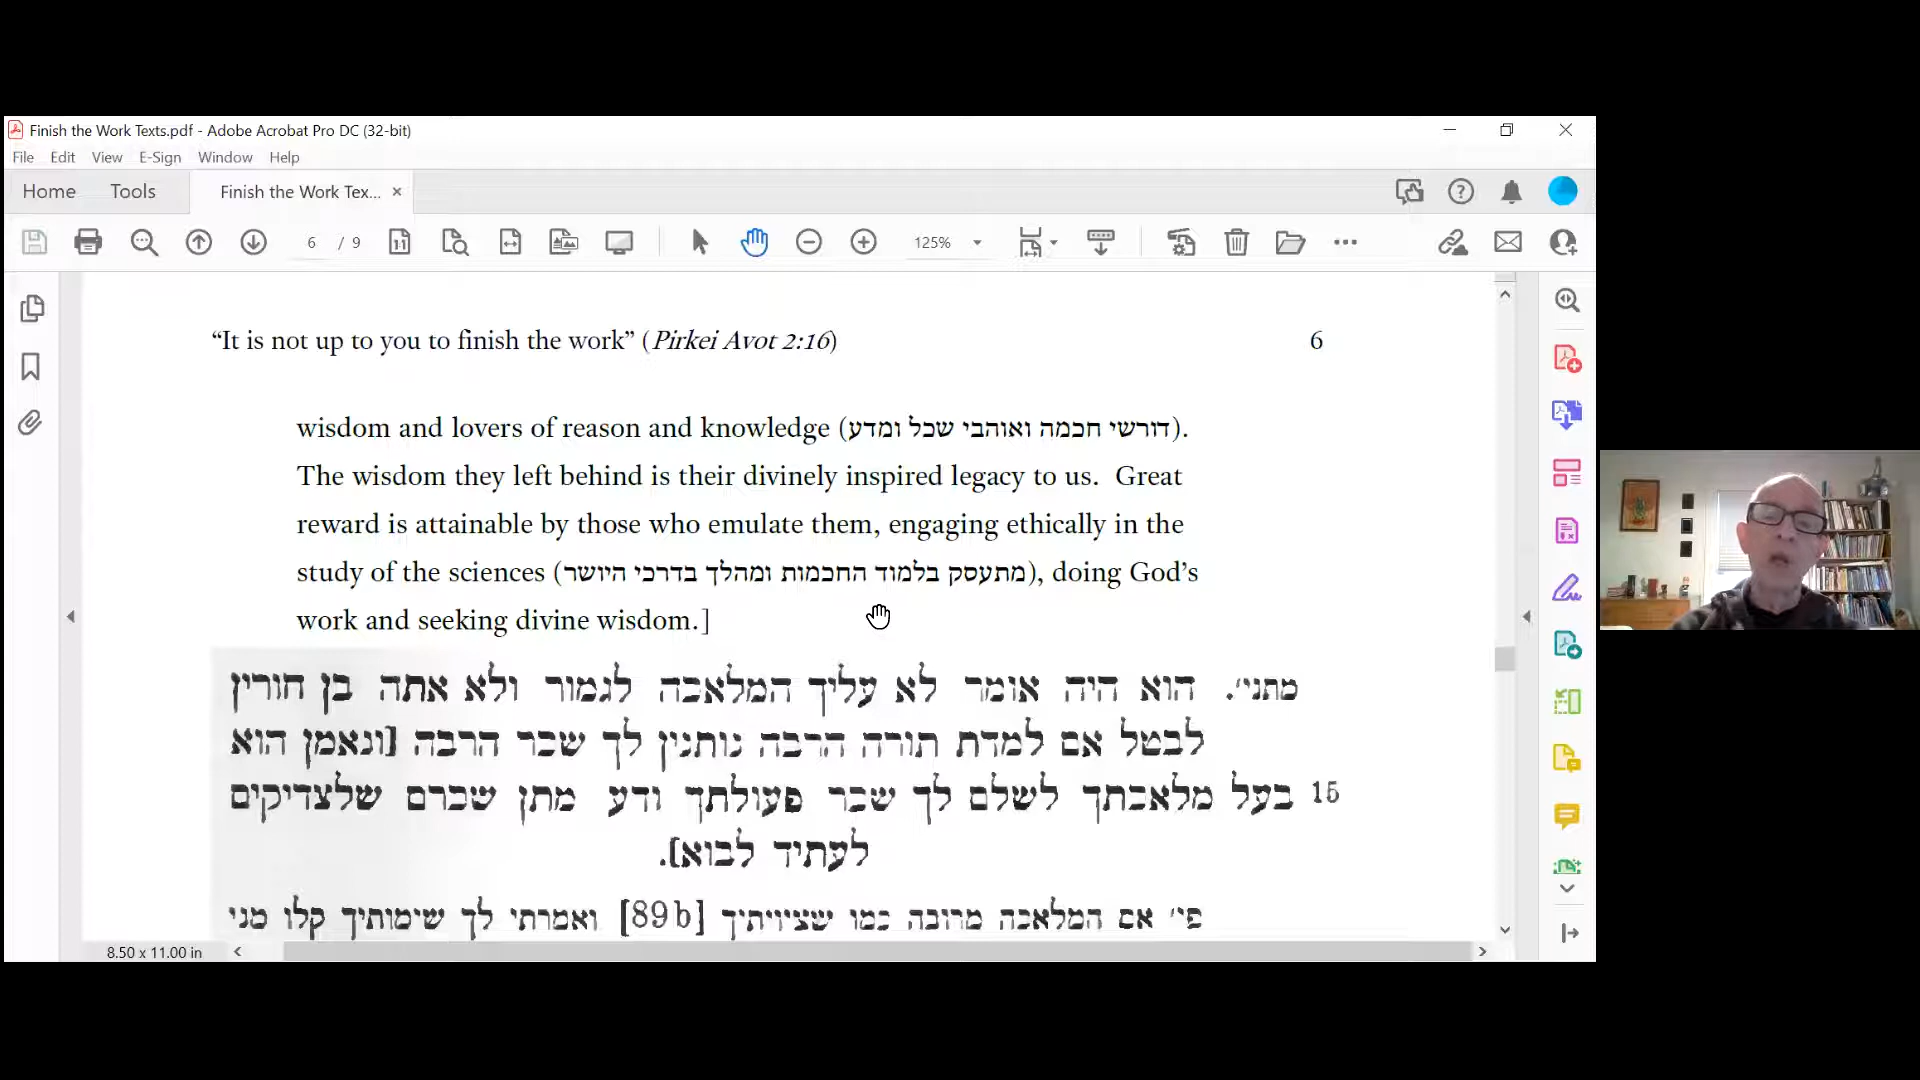 Finish the Work Texts.pdf - Adobe Acrobat Pro DC (32-bit)
File Edit View E-Sign Window Help
Home Tools Finish the Work Tex... ×
6 / 9 125%
“It is not up to you to finish the work” (Pirkei Avot 2:16) 6
wisdom and lovers of reason and knowledge (דורשי חכמה ואוהבי שכל ומדע).
The wisdom they left behind is their divinely inspired legacy to us. Great
reward is attainable by those who emulate them, engaging ethically in the
study of the sciences (מתעסק בלמוד החכמות ומהלך בדרכי היושר), doing God’s
work and seeking divine wisdom.]
מתני׳. הוא היה אומר לא עליך המלאכה לגמור ולא אתה בן חורין
לבטל אם למדת תורה הרבה נותנין לך שכר הרבה [ונאמן הוא
15 בעל מלאכתך לשלם לך שכר פעולתך ודע מתן שכרם שלצדיקים
לעתיד לבוא].
פי׳ אם המלאכה מרובה כמו שציויתיך [89b] ואמרתי לך שימותיך קלו מני
8.50 x 11.00 in